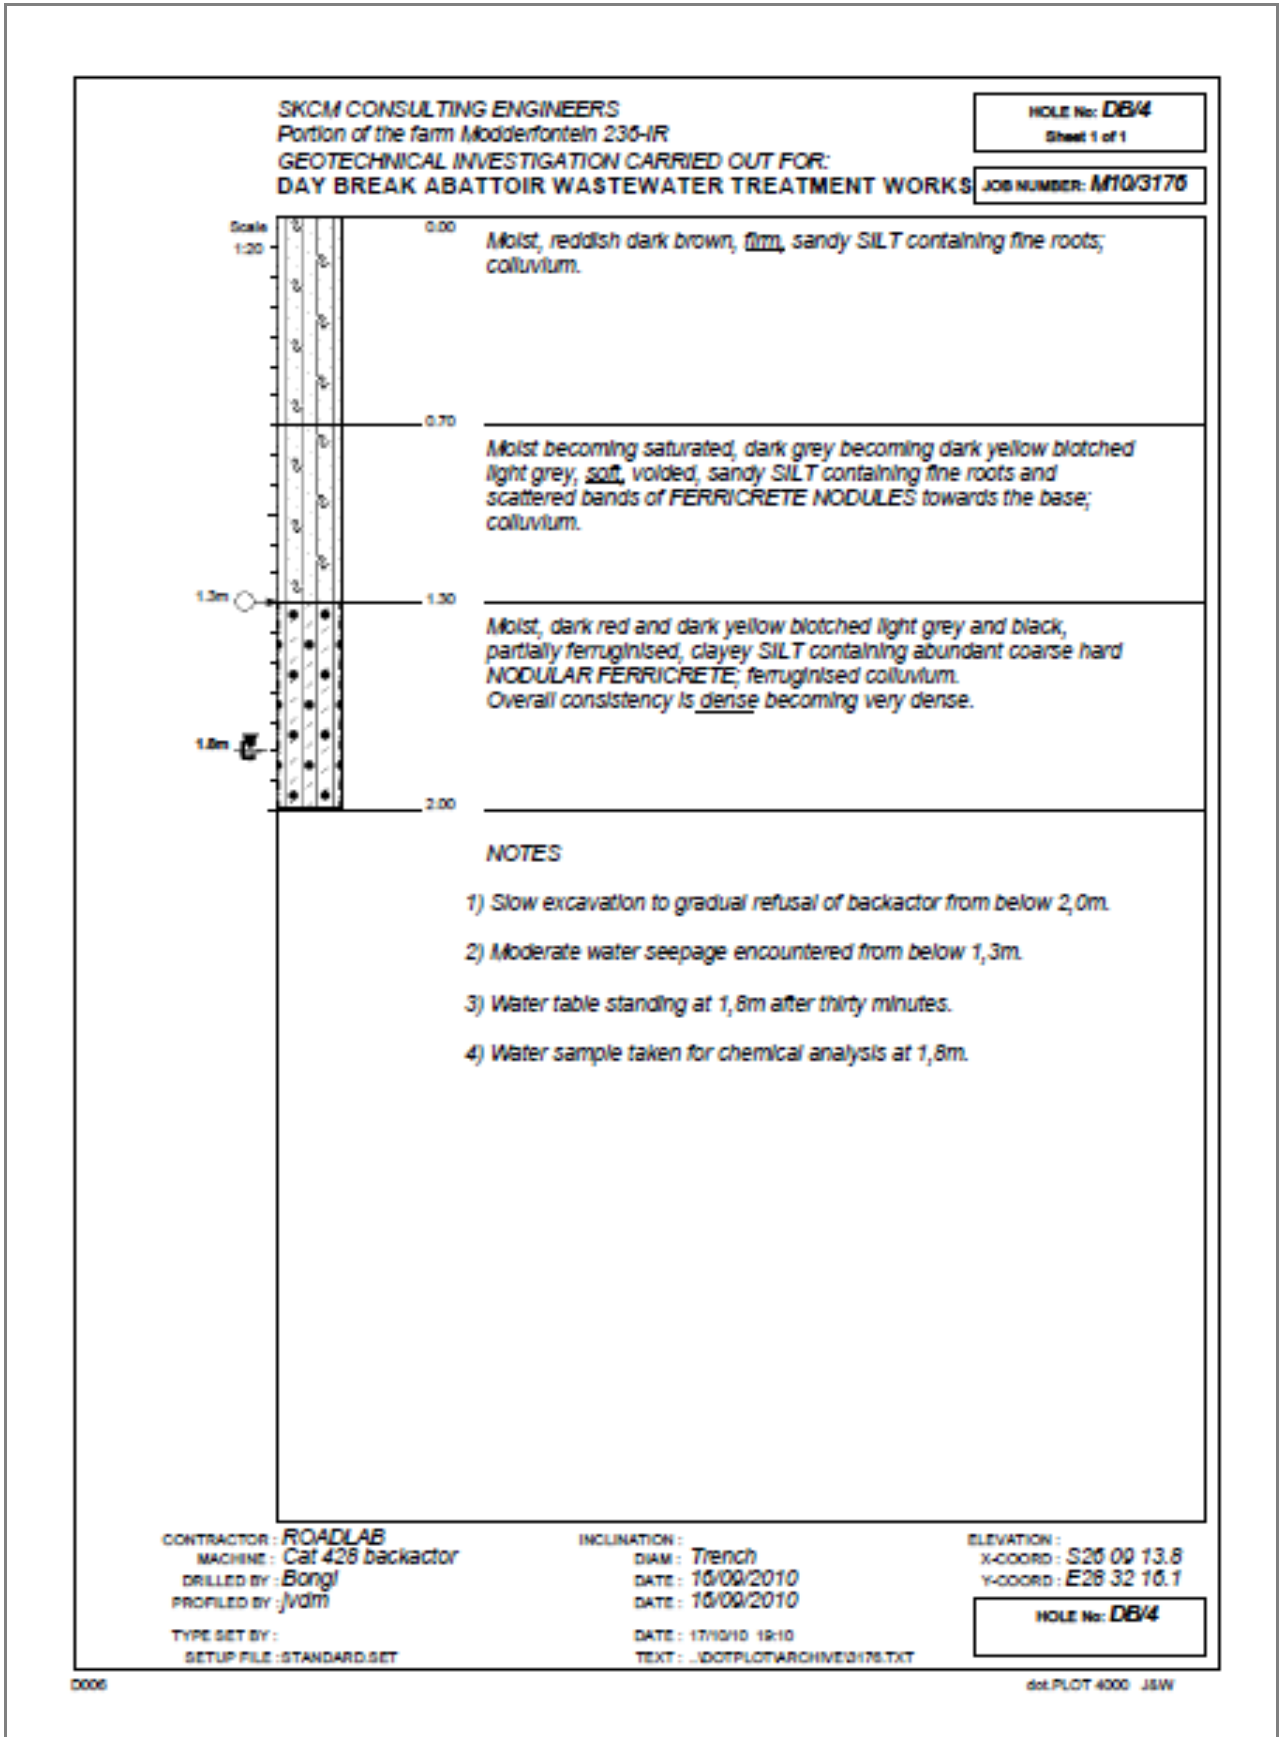 SKCM CONSULTING ENGINEERS
Portion of the farm Modderfontein 236-IR
GEOTECHNICAL INVESTIGATION CARRIED OUT FOR:
DAY BREAK ABATTOIR WASTEWATER TREATMENT WORKS
HOLE No: DB/4
Sheet 1 of 1
JOB NUMBER: M10/3176
Scale
1:20
0.00
Moist, reddish dark brown, firm, sandy SILT containing fine roots;
colluvium.
0.70
Moist becoming saturated, dark grey becoming dark yellow blotched
light grey, soft, voided, sandy SILT containing fine roots and
scattered bands of FERRICRETE NODULES towards the base;
colluvium.
1.3m
1.30
Moist, dark red and dark yellow blotched light grey and black,
partially ferruginised, clayey SILT containing abundant coarse hard
NODULAR FERRICRETE; ferruginised colluvium.
Overall consistency is dense becoming very dense.
1.8m
2.00
NOTES
1) Slow excavation to gradual refusal of backactor from below 2,0m.
2) Moderate water seepage encountered from below 1,3m.
3) Water table standing at 1,8m after thirty minutes.
4) Water sample taken for chemical analysis at 1,8m.
CONTRACTOR : ROADLAB
MACHINE : Cat 428 backactor
DRILLED BY : Bongi
PROFILED BY : jvdm
TYPE SET BY :
SETUP FILE : STANDARD.SET
INCLINATION :
DIAM : Trench
DATE : 16/09/2010
DATE : 16/09/2010
DATE : 17/10/10 19:10
TEXT : ..\DOTPLOT\ARCHIVE\3176.TXT
ELEVATION :
X-COORD : S26 09 13.8
Y-COORD : E28 32 16.1
HOLE No: DB/4
D006
dot.PLOT 4000 J&W